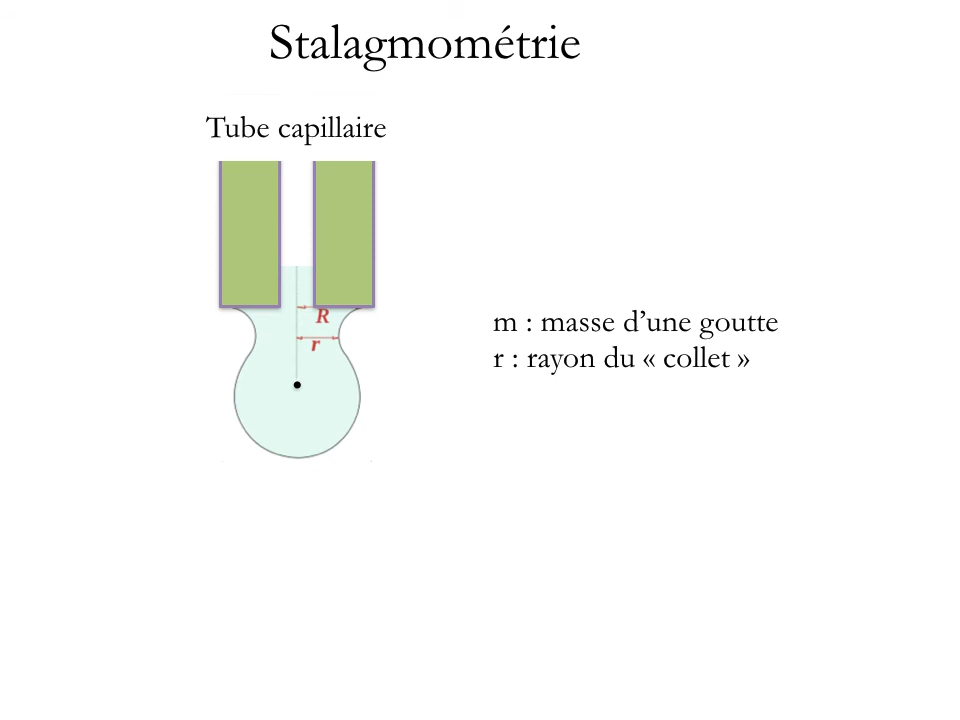 Stalagmométrie
Tube capillaire
R
r
m : masse d’une goutte
r : rayon du « collet »